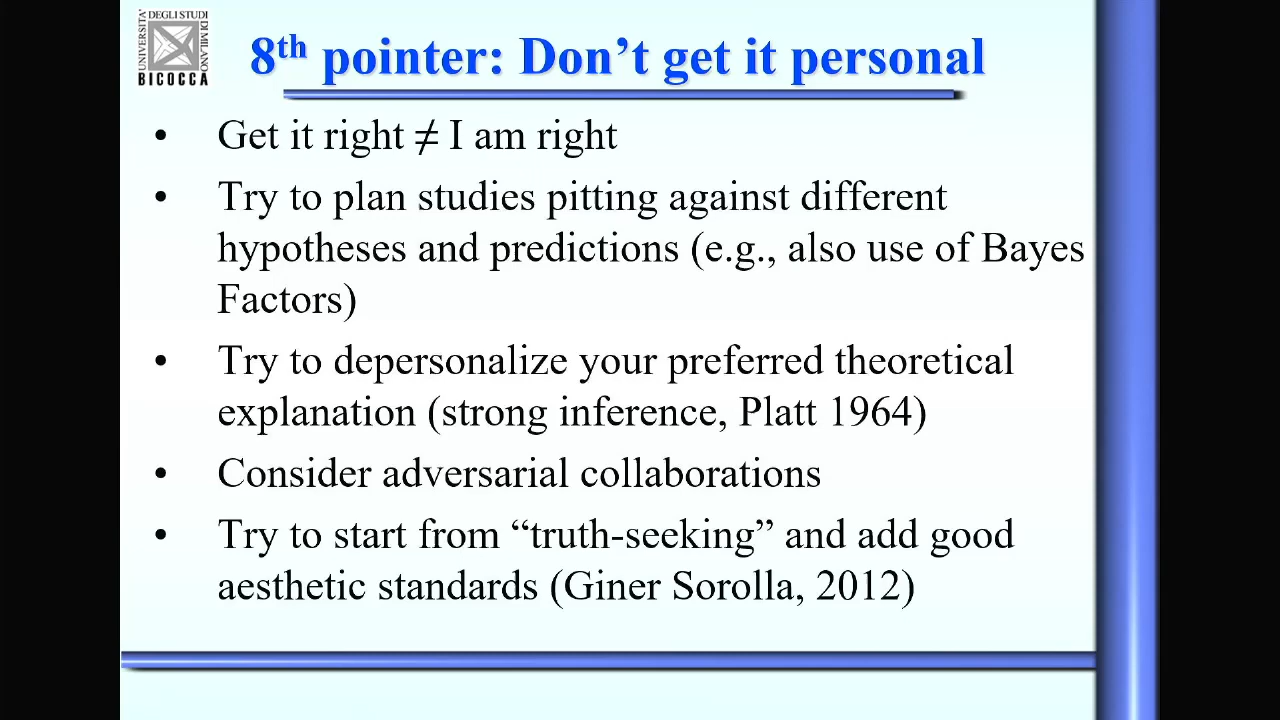 UNIVERSITA'
DEGLI STUDI
DI MILANO
BICOCCA
8th pointer: Don't get it personal
• Get it right ≠ I am right
• Try to plan studies pitting against different
hypotheses and predictions (e.g., also use of Bayes
Factors)
• Try to depersonalize your preferred theoretical
explanation (strong inference, Platt 1964)
• Consider adversarial collaborations
• Try to start from “truth-seeking” and add good
aesthetic standards (Giner Sorolla, 2012)